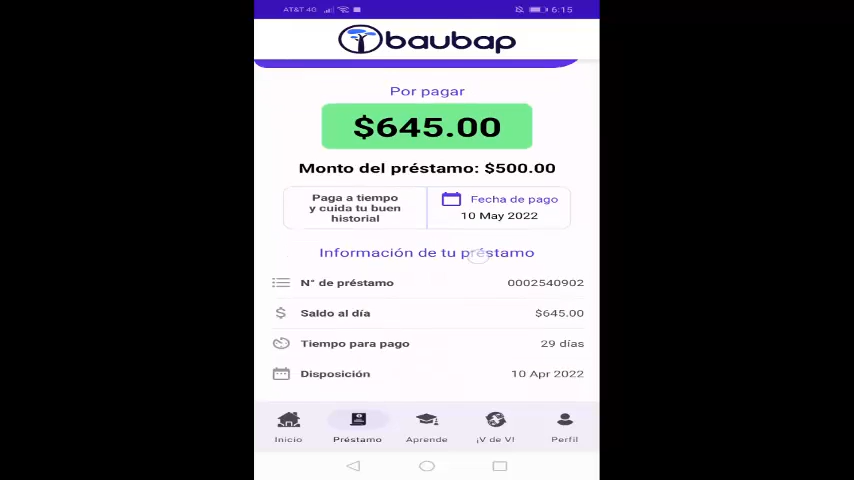 AT&T 4G 6:15
baubap
Por pagar
$645.00
Monto del préstamo: $500.00
Paga a tiempo
y cuida tu buen
historial
Fecha de pago
10 May 2022
Información de tu préstamo
N° de préstamo 0002540902
Saldo al día $645.00
Tiempo para pago 29 días
Disposición 10 Apr 2022
Inicio Préstamo Aprende ¡V de V! Perfil